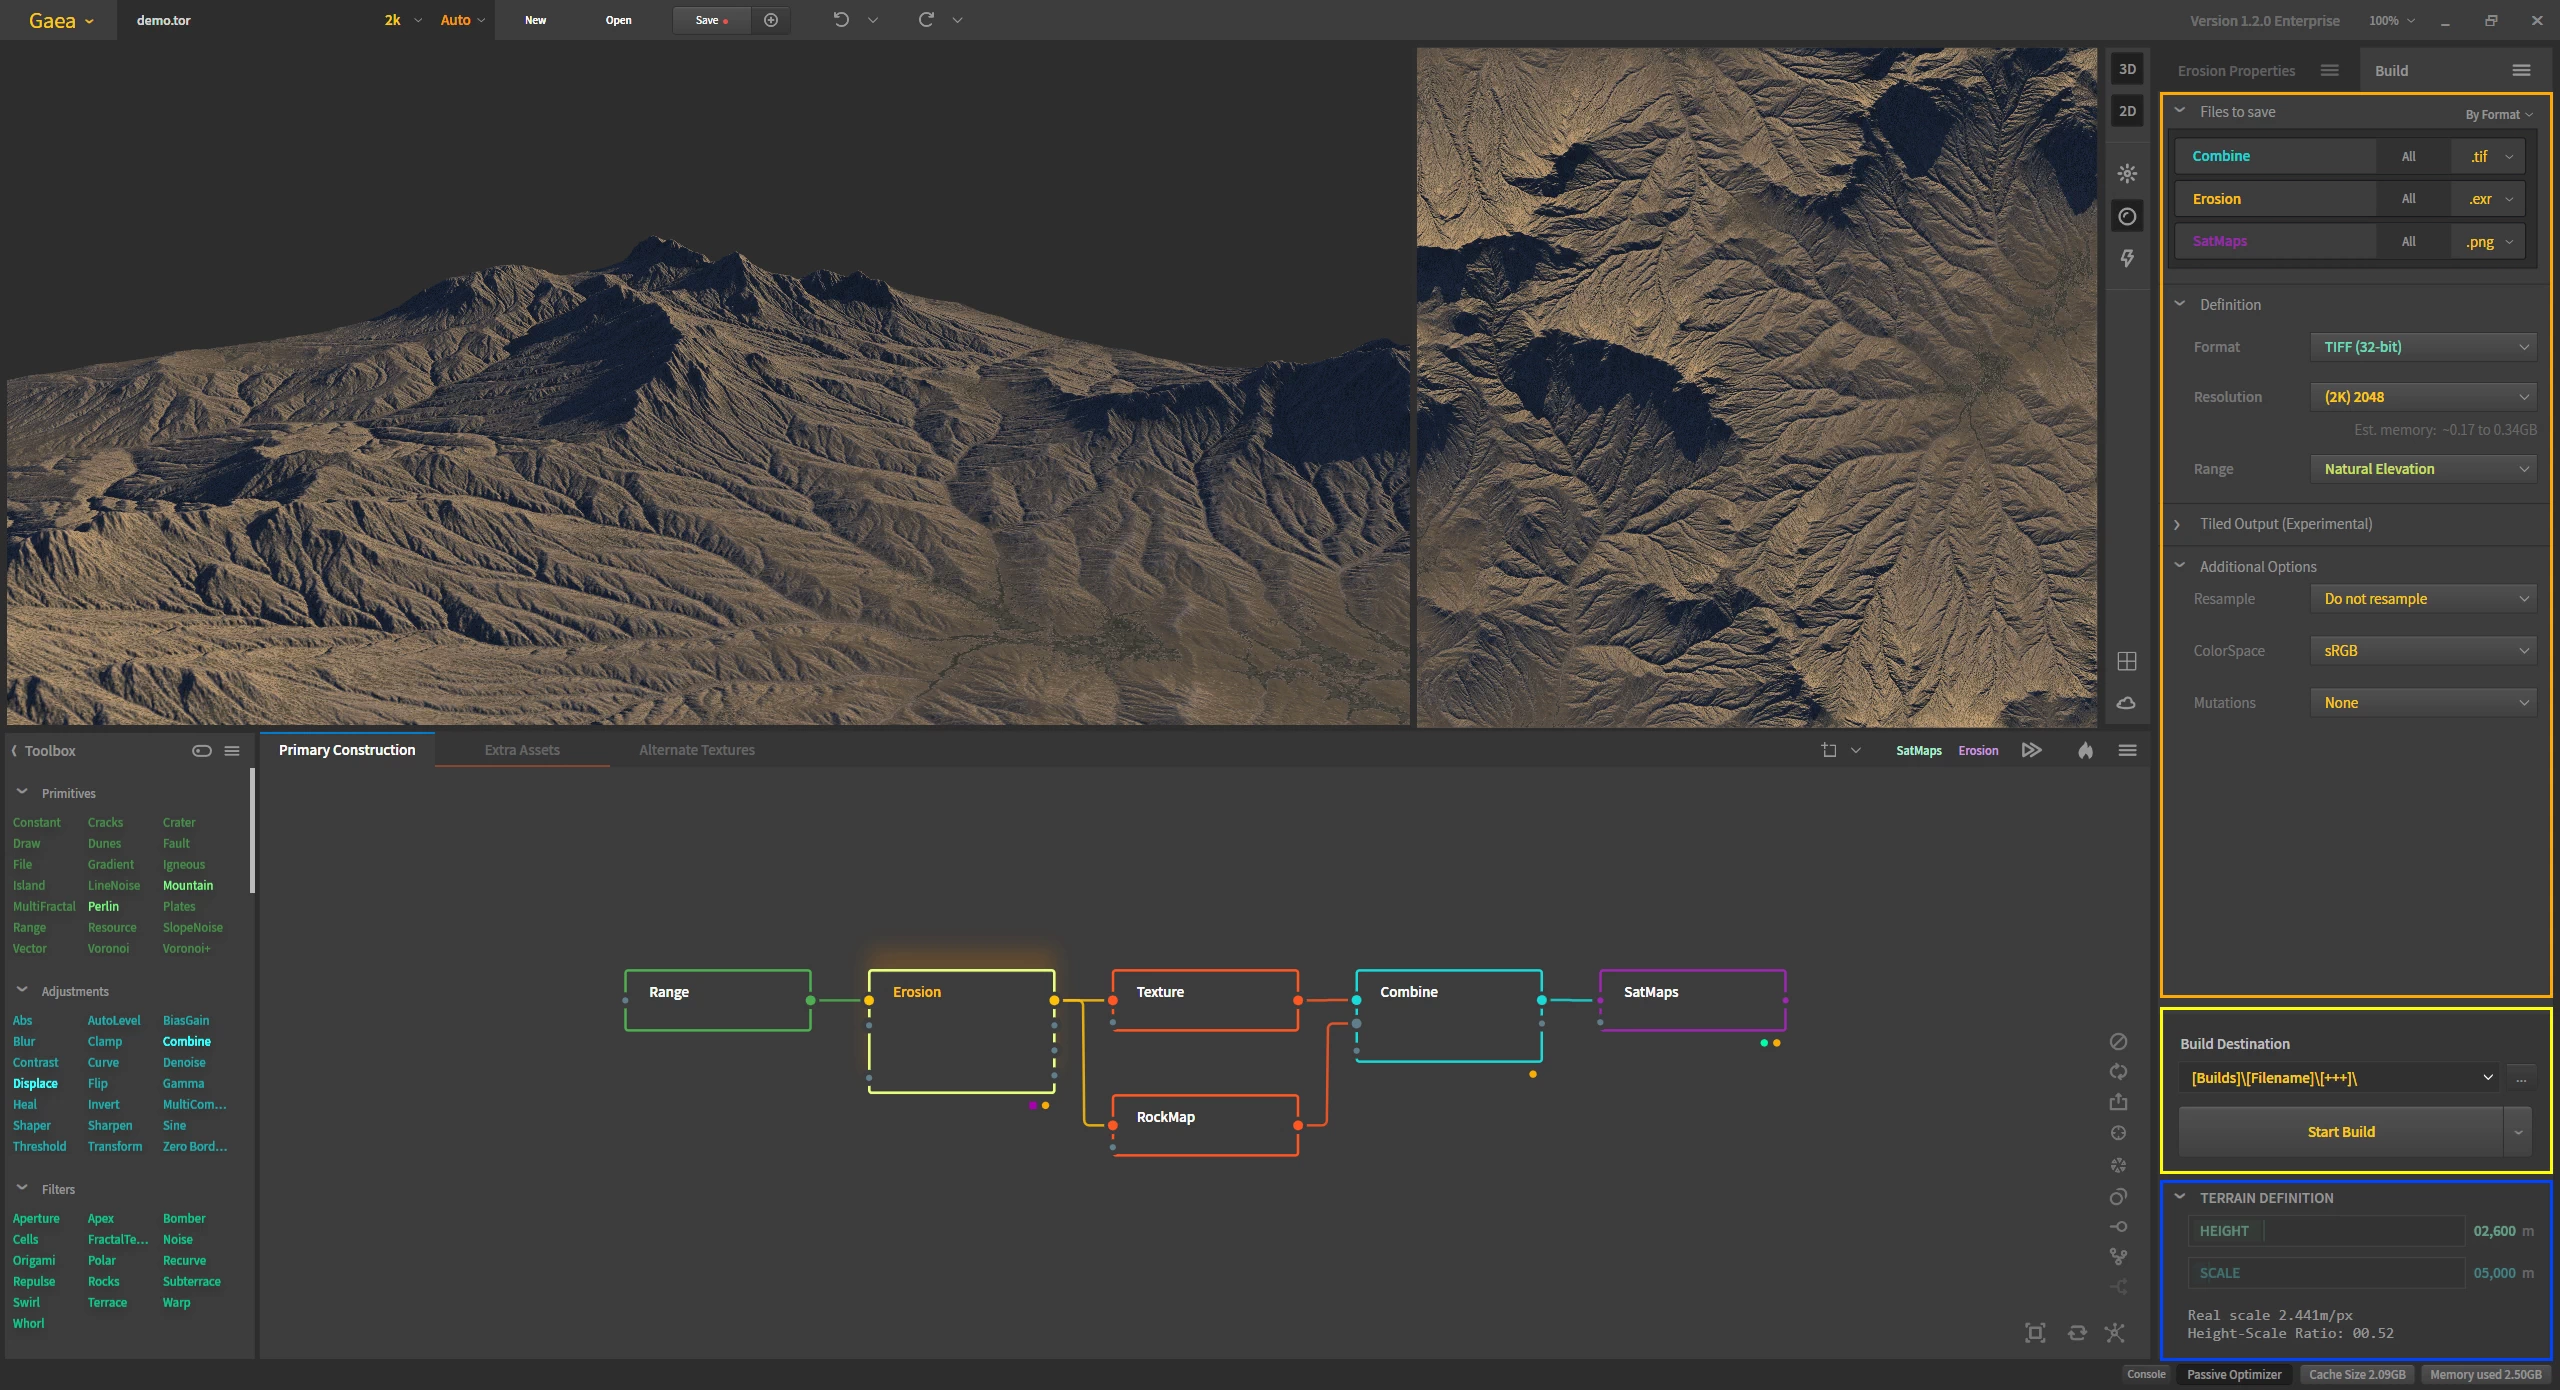 Gaea
demo.tor
2k
Auto
New
Open
Save
Version 1.2.0 Enterprise
100%
3D
2D
Erosion Properties
Build
Files to save
By Format
Combine All .tif
Erosion All .exr
SatMaps All .png
Definition
Format TIFF (32-bit)
Resolution (2K) 2048
Est. memory: ~0.17 to 0.34GB
Range Natural Elevation
Tiled Output (Experimental)
Additional Options
Resample Do not resample
ColorSpace sRGB
Mutations None
Build Destination
[Builds]\[Filename]\[+++]\
...
Start Build
TERRAIN DEFINITION
HEIGHT 02,600 m
SCALE 05,000 m
Real scale 2.441m/px
Height-Scale Ratio: 00.52
Toolbox
Primitives
Constant Cracks Crater
Draw Dunes Fault
File Gradient Igneous
Island LineNoise Mountain
MultiFractal Perlin Plates
Range Resource SlopeNoise
Vector Voronoi Voronoi+
Adjustments
Abs AutoLevel BiasGain
Blur Clamp Combine
Contrast Curve Denoise
Displace Flip Gamma
Heal Invert MultiCom...
Shaper Sharpen Sine
Threshold Transform Zero Bord...
Filters
Aperture Apex Bomber
Cells FractalTe... Noise
Origami Polar Recurve
Repulse Rocks Subterrace
Swirl Terrace Warp
Whorl
Primary Construction
Extra Assets
Alternate Textures
SatMaps
Erosion
Range
Erosion
Texture
Combine
SatMaps
RockMap
Console
Passive Optimizer
Cache Size 2.09GB
Memory used 2.50GB